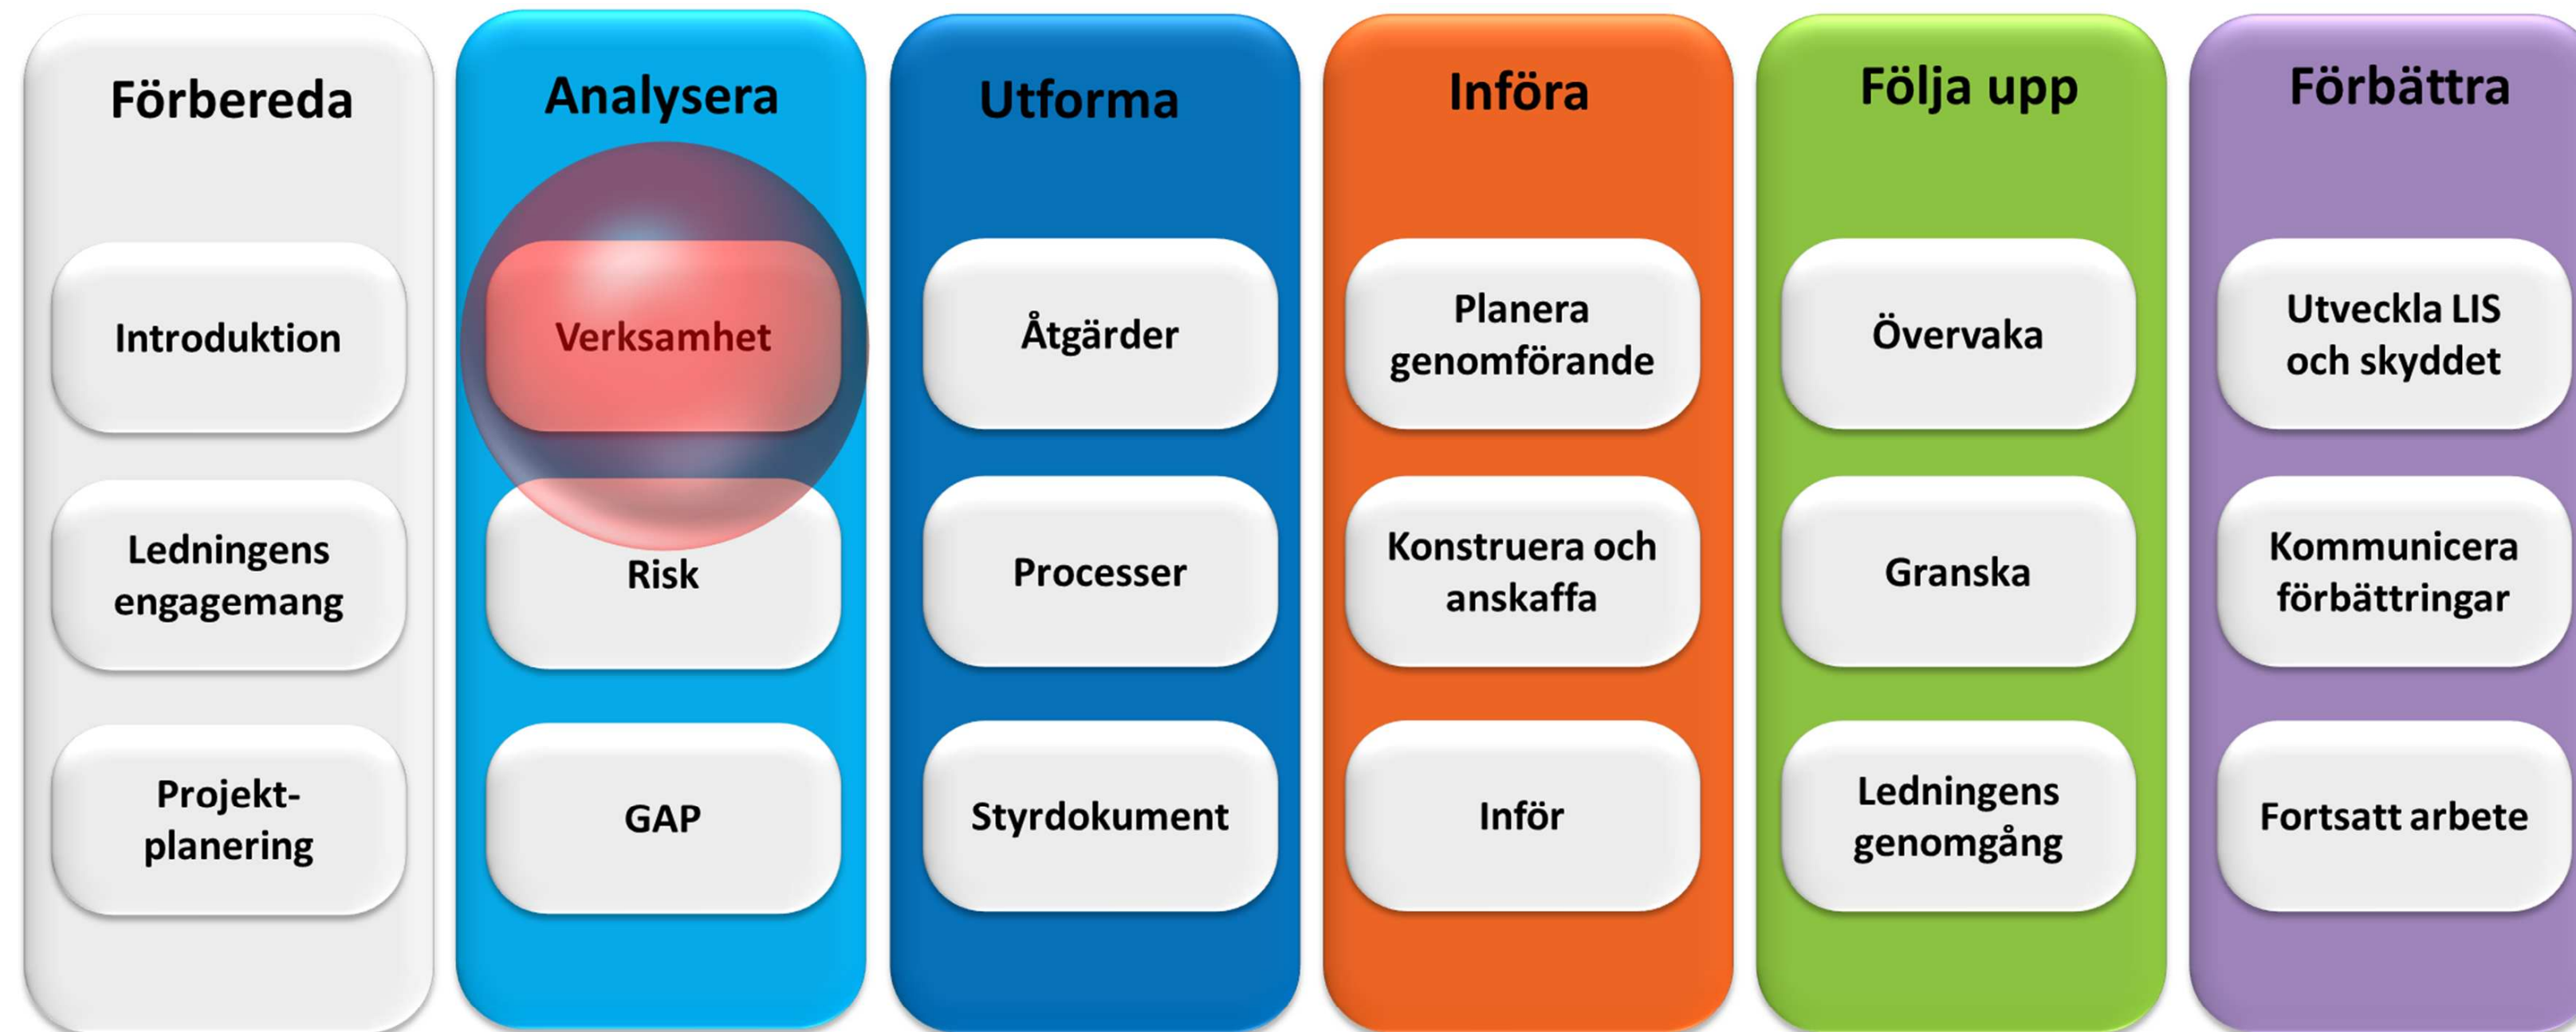 Förbereda
Introduktion
Ledningens
engagemang
Projekt-
planering
Analysera
Verksamhet
Risk
GAP
Utforma
Åtgärder
Processer
Styrdokument
Införa
Planera
genomförande
Konstruera och
anskaffa
Inför
Följa upp
Övervaka
Granska
Ledningens
genomgång
Förbättra
Utveckla LIS
och skyddet
Kommunicera
förbättringar
Fortsatt arbete